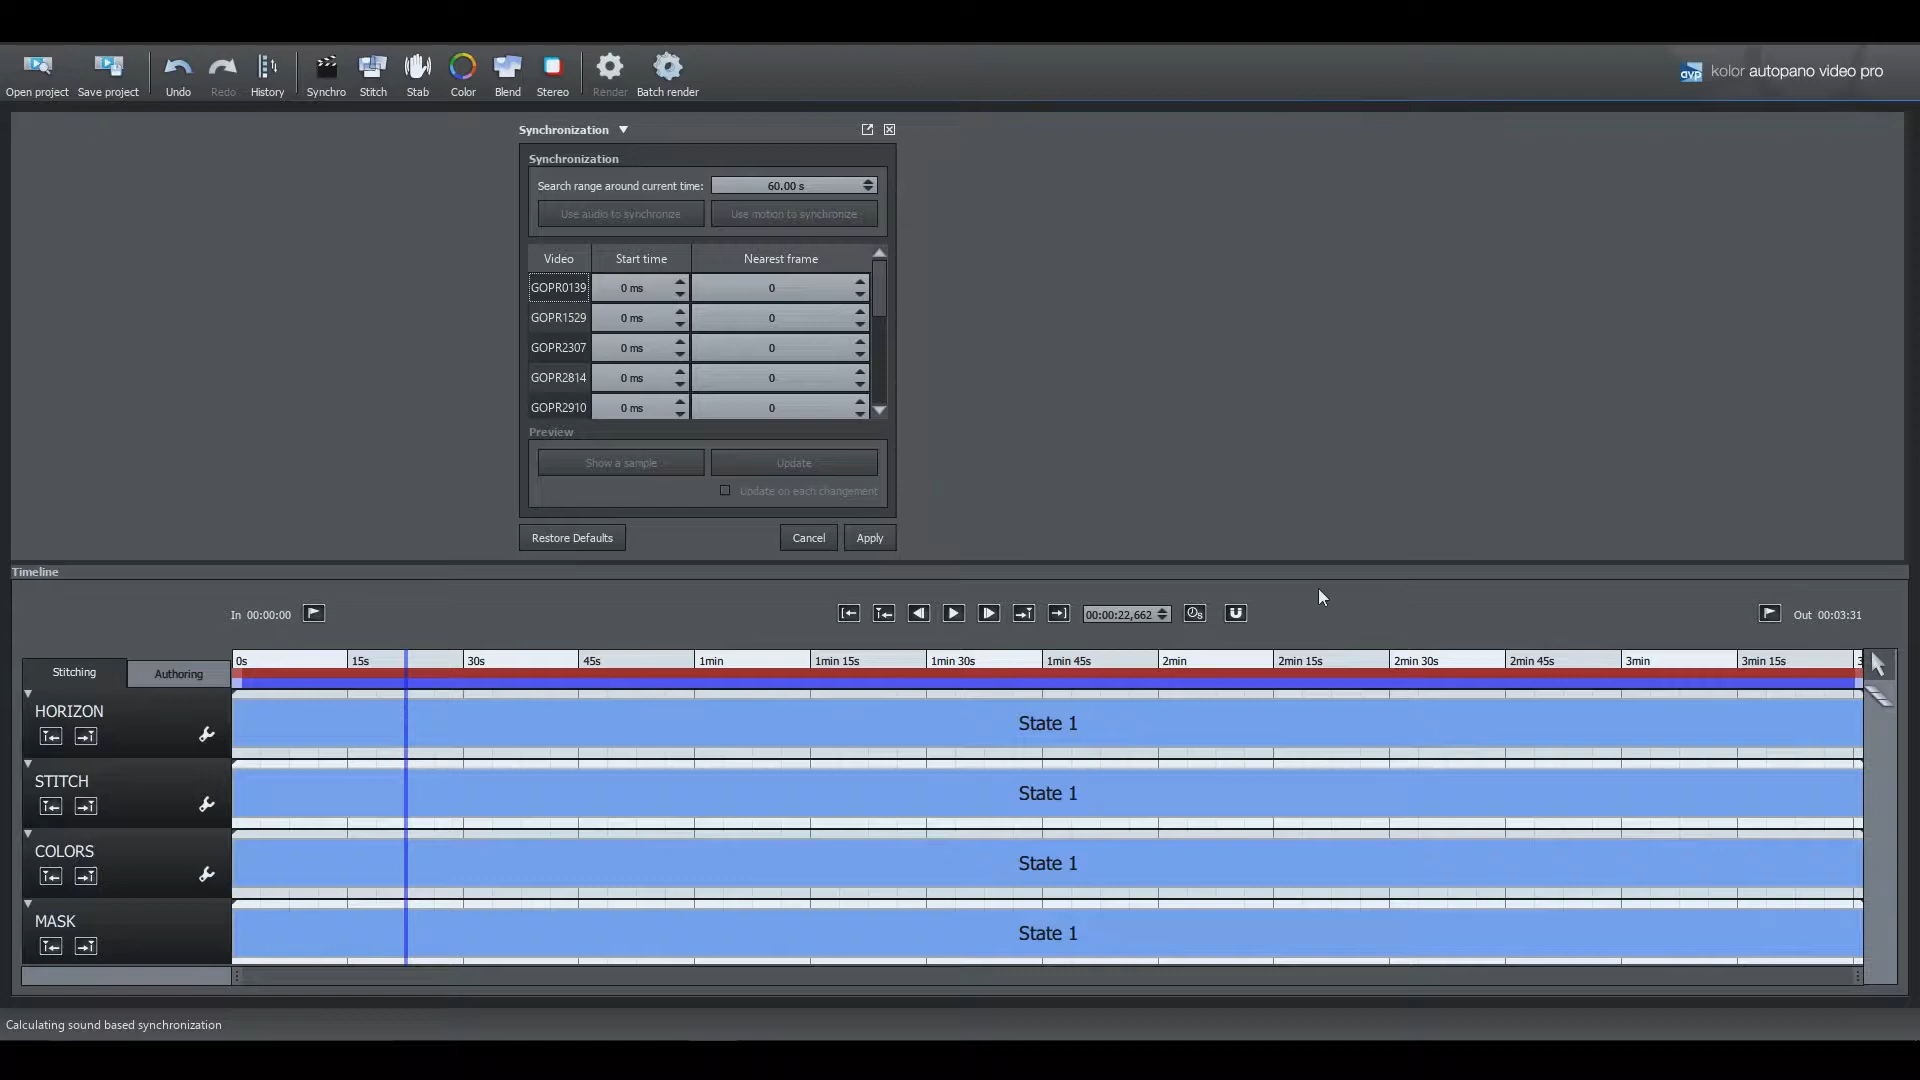 Open project Save project Undo Redo History Synchro Stitch Stab Color Blend Stereo Render Batch render
avp kolor autopano video pro
Synchronization
Synchronization
Search range around current time: 60.00 s
Use audio to synchronize Use motion to synchronize
Video Start time Nearest frame
GOPR0139 0 ms 0
GOPR1529 0 ms 0
GOPR2307 0 ms 0
GOPR2814 0 ms 0
GOPR2910 0 ms 0
Preview
Show a sample Update
Update on each changement
Restore Defaults Cancel Apply
Timeline
In 00:00:00 00:00:22,662 Out 00:03:31
Stitching Authoring
0s 15s 30s 45s 1min 1min 15s 1min 30s 1min 45s 2min 2min 15s 2min 30s 2min 45s 3min 3min 15s 3
HORIZON State 1
STITCH State 1
COLORS State 1
MASK State 1
Calculating sound based synchronization